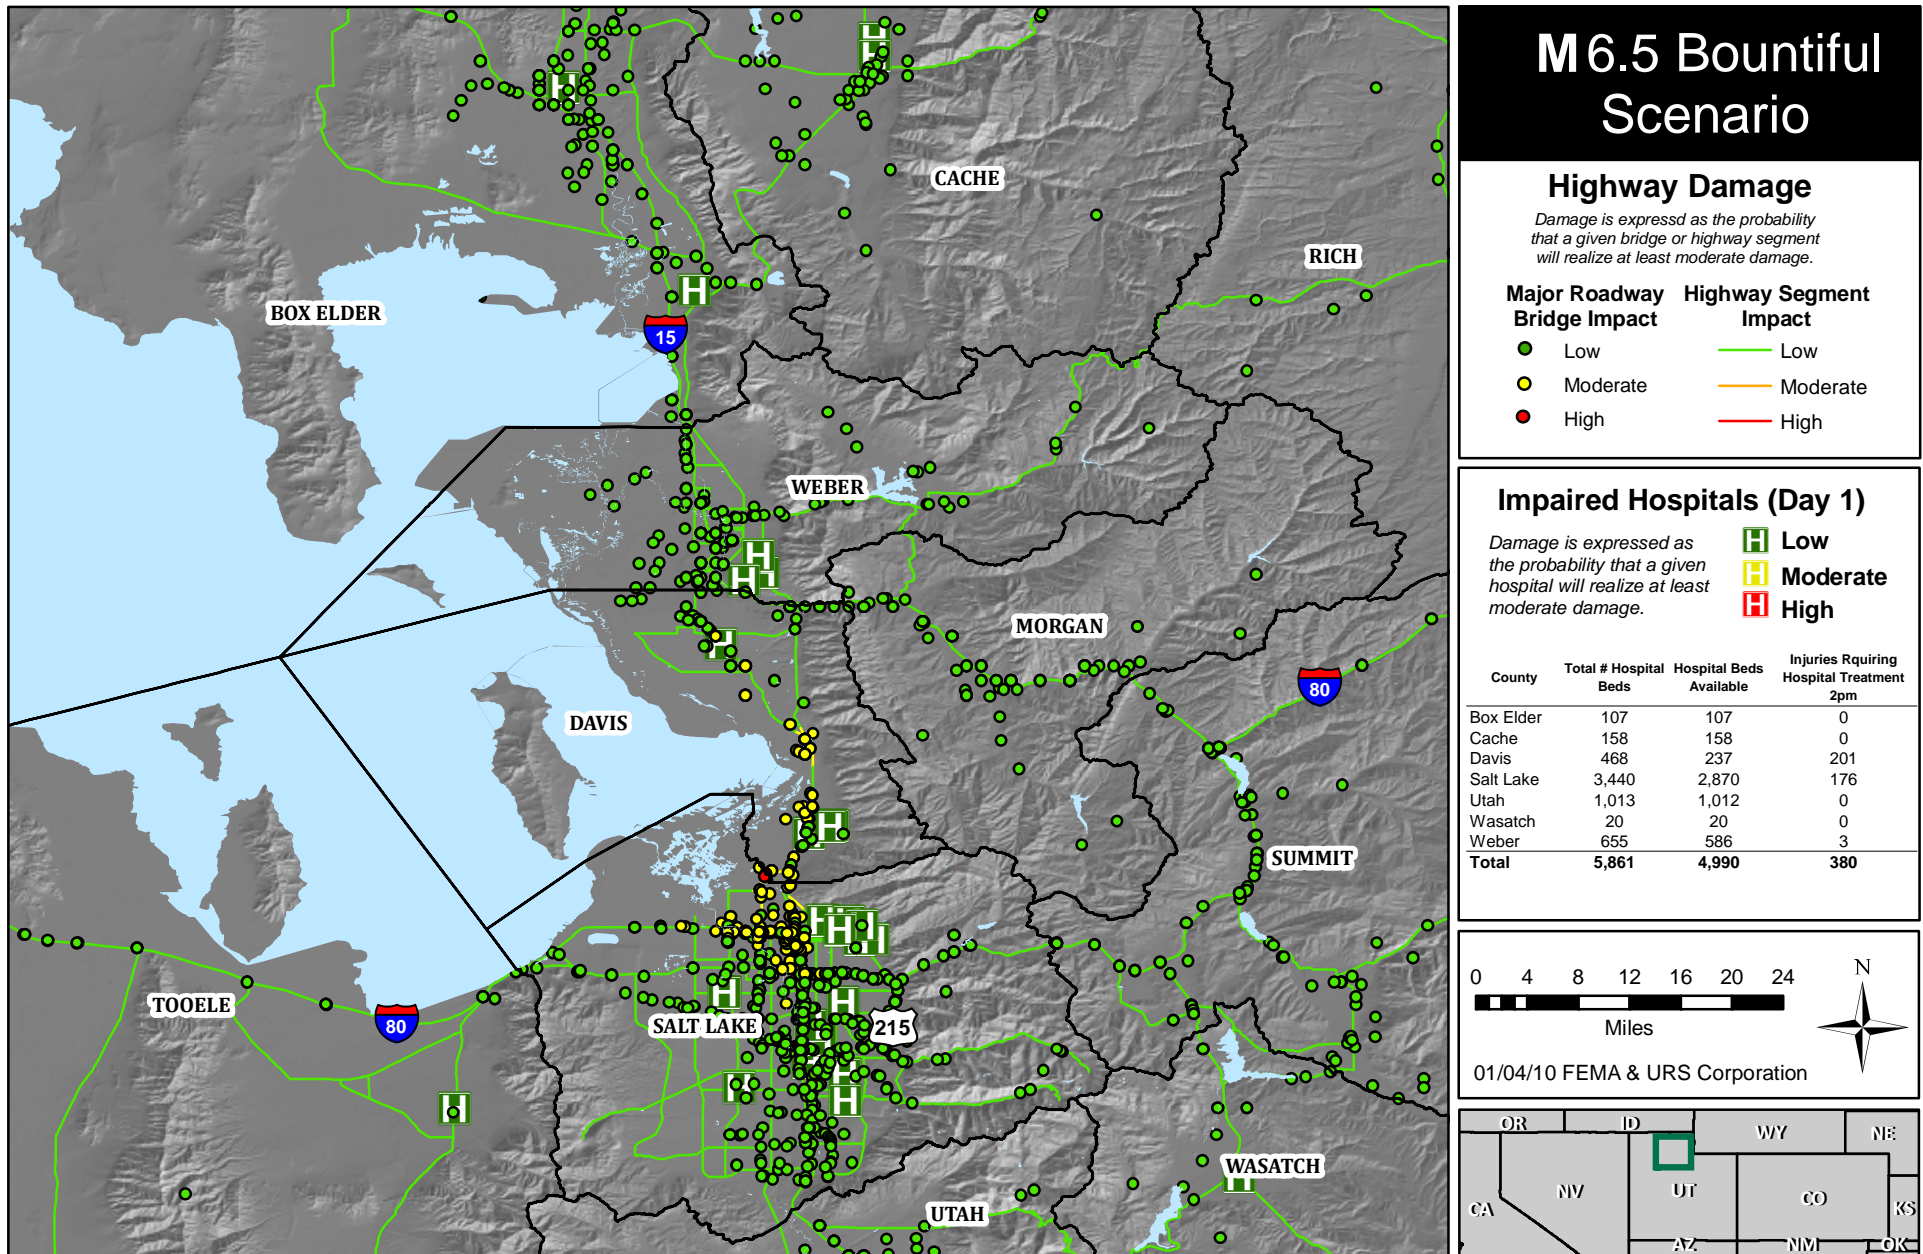 M 6.5 Bountiful
Scenario
Highway Damage
Damage is expressd as the probability
that a given bridge or highway segment
will realize at least moderate damage.
Major Roadway Bridge Impact
Low
Moderate
High
Highway Segment Impact
Low
Moderate
High
Impaired Hospitals (Day 1)
Damage is expressed as
the probability that a given
hospital will realize at least
moderate damage.
H Low
H Moderate
H High
County Total # Hospital Beds Hospital Beds Available Injuries Rquiring Hospital Treatment 2pm
Box Elder 107 107 0
Cache 158 158 0
Davis 468 237 201
Salt Lake 3,440 2,870 176
Utah 1,013 1,012 0
Wasatch 20 20 0
Weber 655 586 3
Total 5,861 4,990 380
0 4 8 12 16 20 24
Miles
N
01/04/10 FEMA & URS Corporation
OR ID WY NE
NV UT CO
CA KS
AZ NM OK
CACHE
RICH
BOX ELDER
15
WEBER
MORGAN
80
DAVIS
SUMMIT
TOOELE
80
SALT LAKE
215
WASATCH
UTAH